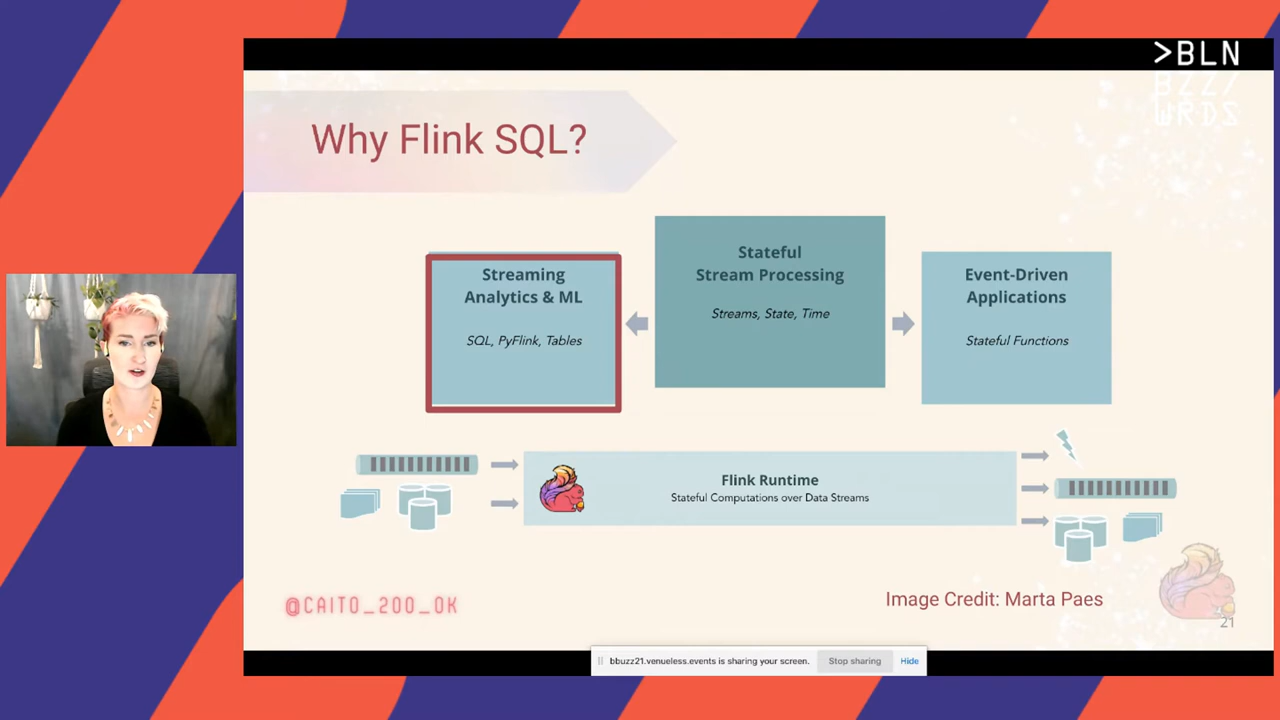 >BLN
BZZ/
WRDS
Why Flink SQL?
Stateful
Stream Processing
Streams, State, Time
Streaming
Analytics & ML
SQL, PyFlink, Tables
Event-Driven
Applications
Stateful Functions
Flink Runtime
Stateful Computations over Data Streams
@CAITO_200_OK
Image Credit: Marta Paes
21
bbuzz21.venueless.events is sharing your screen.
Stop sharing
Hide